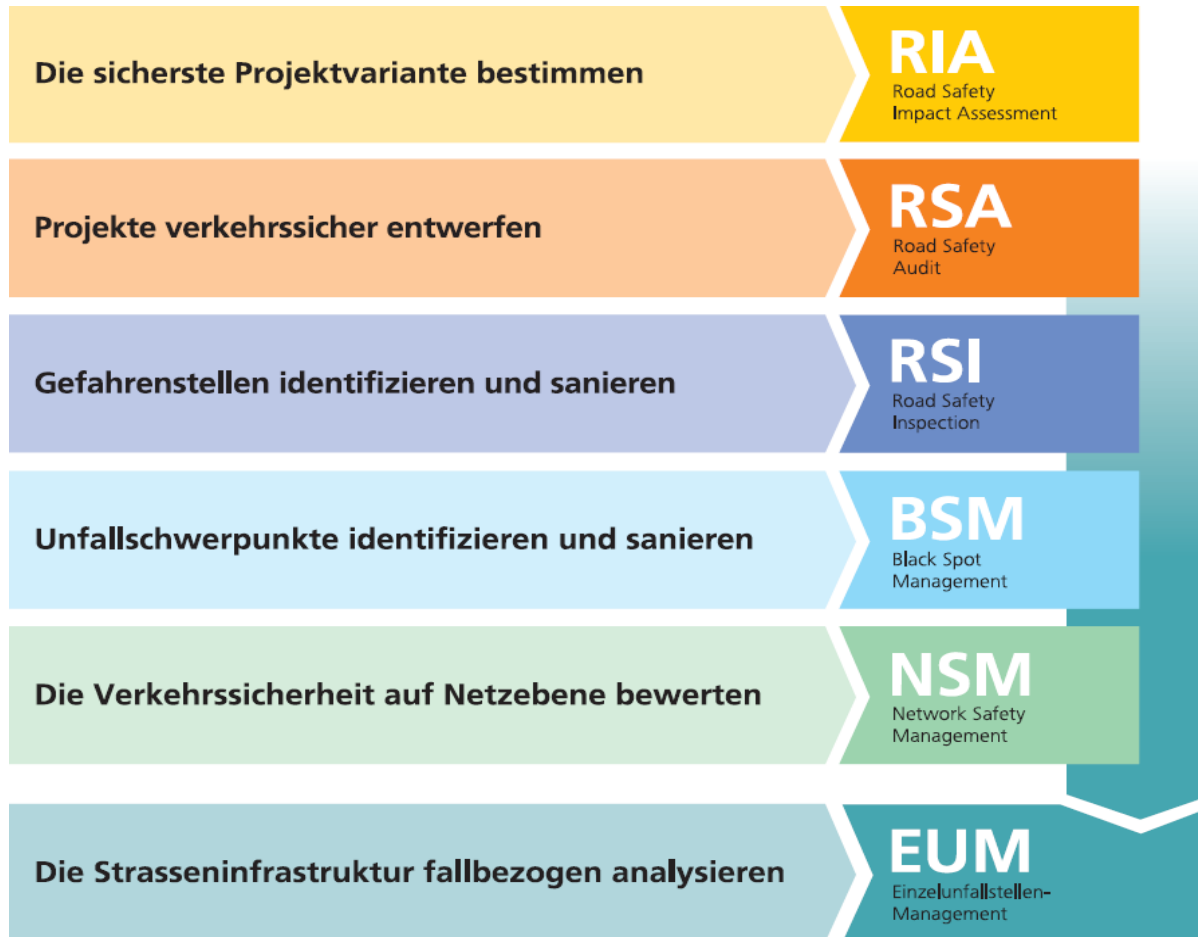 Die sicherste Projektvariante bestimmen
RIA
Road Safety
Impact Assessment
Projekte verkehrssicher entwerfen
RSA
Road Safety
Audit
Gefahrenstellen identifizieren und sanieren
RSI
Road Safety
Inspection
Unfallschwerpunkte identifizieren und sanieren
BSM
Black Spot
Management
Die Verkehrssicherheit auf Netzebene bewerten
NSM
Network Safety
Management
Die Strasseninfrastruktur fallbezogen analysieren
EUM
Einzelunfallstellen-
Management